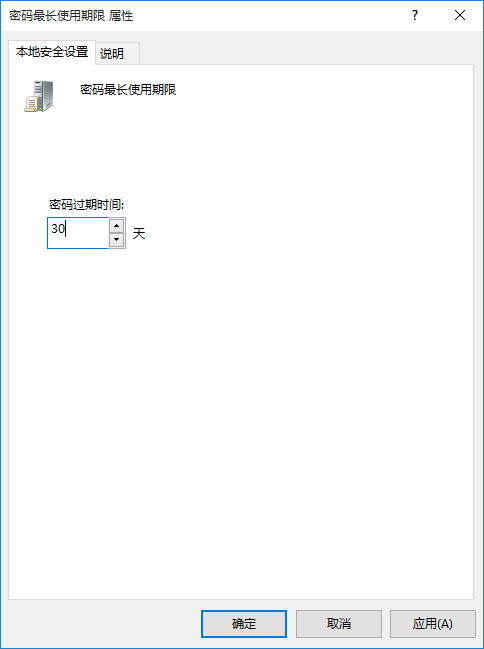 密码最长使用期限 属性
?
本地安全设置 说明
密码最长使用期限
密码过期时间:
30 天
确定 取消 应用(A)